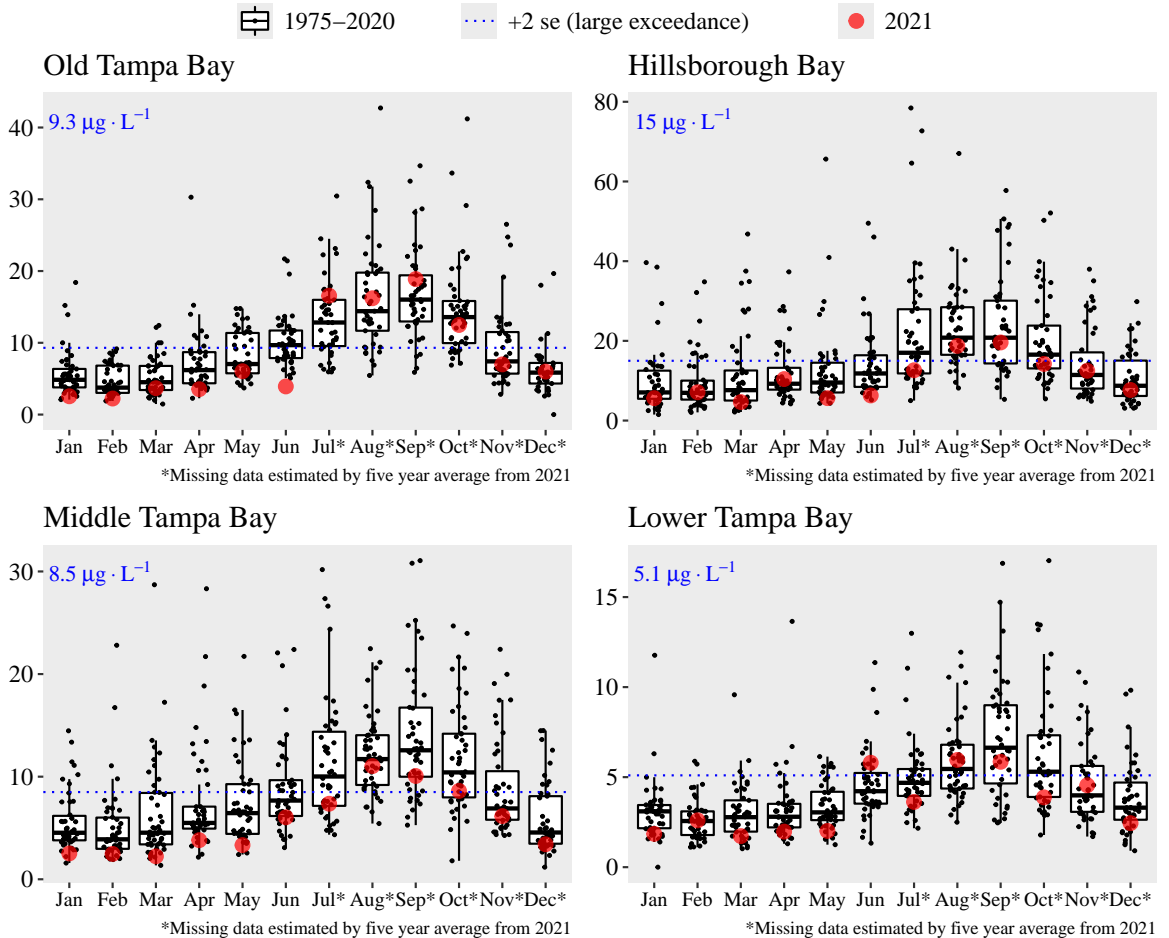 1975−2020 +2 se (large exceedance) 2021
Old Tampa Bay
9.3 μg · L⁻¹
40
30
20
10
0
Jan Feb Mar Apr May Jun Jul* Aug* Sep* Oct* Nov* Dec*
*Missing data estimated by five year average from 2021
Hillsborough Bay
15 μg · L⁻¹
80
60
40
20
0
Jan Feb Mar Apr May Jun Jul* Aug* Sep* Oct* Nov* Dec*
*Missing data estimated by five year average from 2021
Middle Tampa Bay
8.5 μg · L⁻¹
30
20
10
0
Jan Feb Mar Apr May Jun Jul* Aug* Sep* Oct* Nov* Dec*
*Missing data estimated by five year average from 2021
Lower Tampa Bay
5.1 μg · L⁻¹
15
10
5
0
Jan Feb Mar Apr May Jun Jul* Aug* Sep* Oct* Nov* Dec*
*Missing data estimated by five year average from 2021